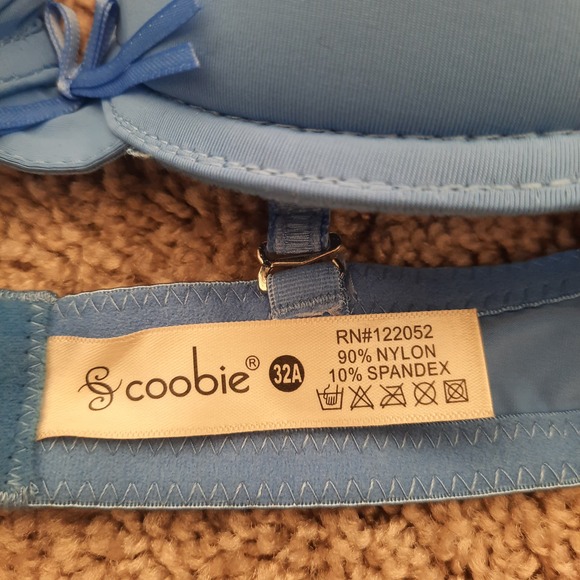 coobie® 32A
RN#122052
90% NYLON
10% SPANDEX